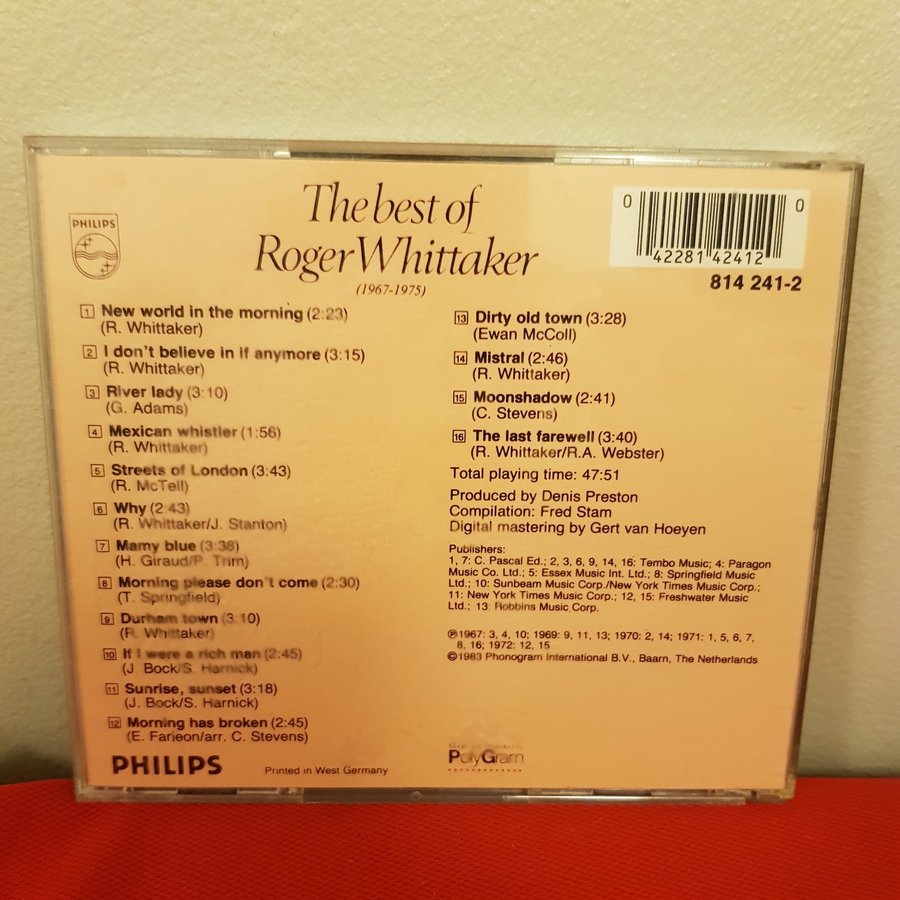 The best of
Roger Whittaker
(1967-1975)
PHILIPS
0 42281 42412 0
814 241-2
1 New world in the morning (2:23)
(R. Whittaker)
2 I don't believe in if anymore (3:15)
(R. Whittaker)
3 River lady (3:10)
(G. Adams)
4 Mexican whistler (1:56)
(R. Whittaker)
5 Streets of London (3:43)
(R. McTell)
6 Why (2:43)
(R. Whittaker/J. Stanton)
7 Mamy blue (3:38)
(H. Giraud/P. Trim)
8 Morning please don't come (2:30)
(T. Springfield)
9 Durham town (3:10)
(R. Whittaker)
10 If I were a rich man (2:45)
(J. Bock/S. Harnick)
11 Sunrise, sunset (3:18)
(J. Bock/S. Harnick)
12 Morning has broken (2:45)
(E. Farieon/arr. C. Stevens)
13 Dirty old town (3:28)
(Ewan McColl)
14 Mistral (2:46)
(R. Whittaker)
15 Moonshadow (2:41)
(C. Stevens)
16 The last farewell (3:40)
(R. Whittaker/R.A. Webster)
Total playing time: 47:51
Produced by Denis Preston
Compilation: Fred Stam
Digital mastering by Gert van Hoeyen
Publishers:
1, 7: C. Pascal Ed.; 2, 3, 6, 9, 14, 16: Tembo Music; 4: Paragon
Music Co. Ltd.; 5: Essex Music Int. Ltd.; 8: Springfield Music
Ltd.; 10: Sunbeam Music Corp./New York Times Music Corp.;
11: New York Times Music Corp.; 12, 15: Freshwater Music
Ltd.; 13: Robbins Music Corp.
℗1967: 3, 4, 10; 1969: 9, 11, 13; 1970: 2, 14; 1971: 1, 5, 6, 7,
8, 16; 1972: 12, 15
©1983 Phonogram International B.V., Baarn, The Netherlands
PHILIPS
Printed in West Germany
PolyGram